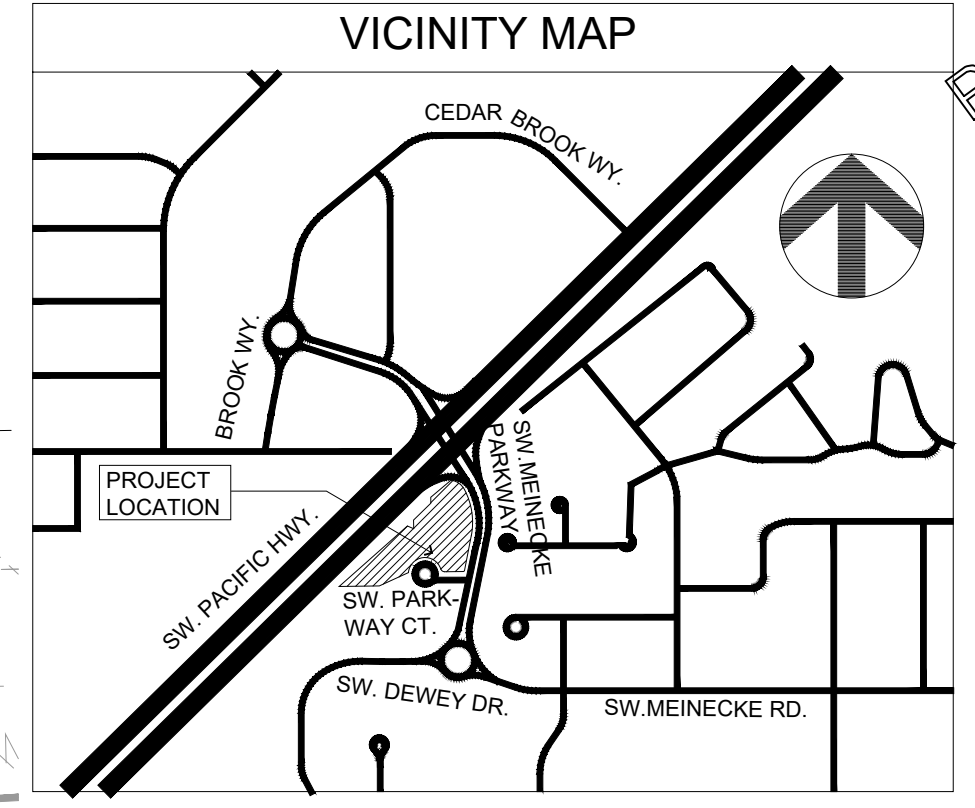 VICINITY MAP
CEDAR BROOK WY.
BROOK WY.
PROJECT
LOCATION
SW.MEINECKE
PARKWAY
SW. PACIFIC HWY.
SW. PARK-
WAY CT.
SW. DEWEY DR.
SW.MEINECKE RD.